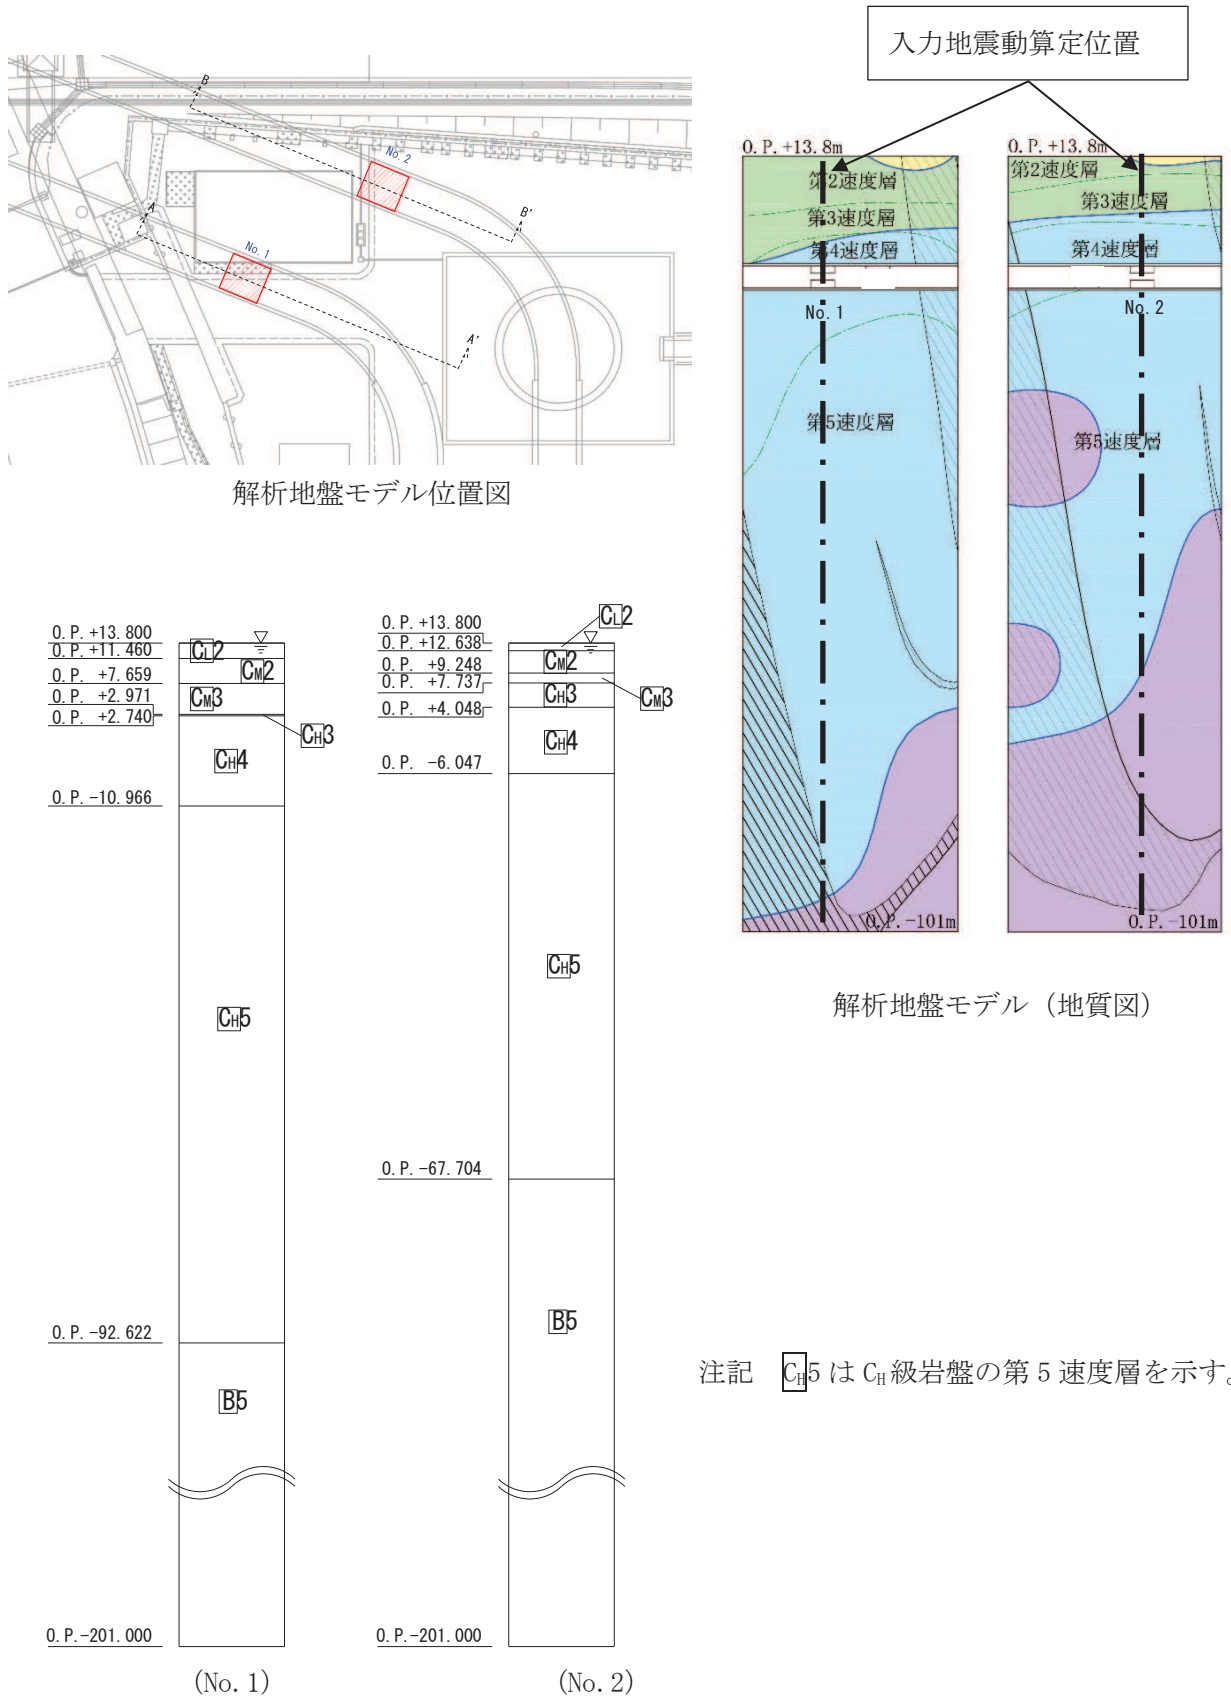 入力地震動算定位置
B
No. 2
B'
A
No. 1
A'
解析地盤モデル位置図
O.P.+13.8m
第2速度層
第3速度層
第4速度層
No. 1
第5速度層
O.P.-101m
O.P.+13.8m
第2速度層
第3速度層
第4速度層
No. 2
第5速度層
O.P.-101m
解析地盤モデル（地質図）
O.P. +13.800
O.P. +11.460
O.P. +7.659
O.P. +2.971
O.P. +2.740
O.P. -10.966
O.P. -92.622
O.P.-201.000
CL2
CM2
CM3
CH3
CH4
CH5
B5
(No. 1)
O.P. +13.800
O.P. +12.638
O.P. +9.248
O.P. +7.737
O.P. +4.048
O.P. -6.047
O.P. -67.704
O.P.-201.000
CL2
CM2
CM3
CH3
CH4
CH5
B5
(No. 2)
注記　CH5 は CH 級岩盤の第 5 速度層を示す。